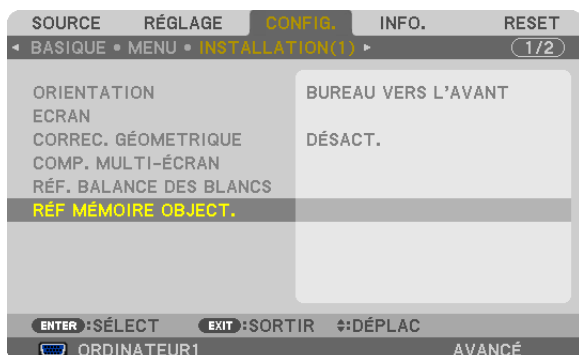 SOURCE RÉGLAGE CONFIG. INFO. RESET
BASIQUE • MENU • INSTALLATION(1) 1/2
ORIENTATION BUREAU VERS L'AVANT
ECRAN
CORREC. GÉOMETRIQUE DÉSACT.
COMP. MULTI-ÉCRAN
RÉF. BALANCE DES BLANCS
RÉF MÉMOIRE OBJECT.
ENTER :SÉLECT EXIT :SORTIR :DÉPLAC
ORDINATEUR1 AVANCÉ